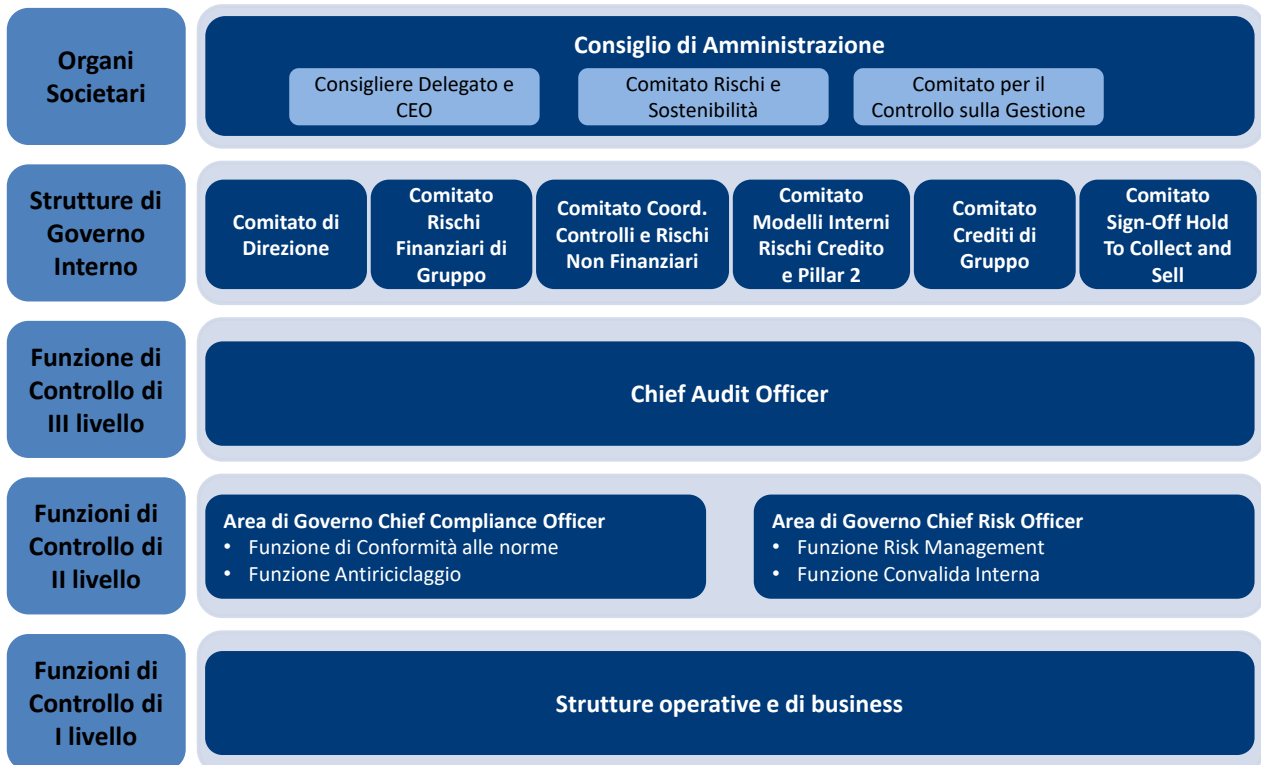 Organi
Societari
Consiglio di Amministrazione
Consigliere Delegato e
CEO
Comitato Rischi e
Sostenibilità
Comitato per il
Controllo sulla Gestione
Strutture di
Governo
Interno
Comitato di
Direzione
Comitato
Rischi
Finanziari di
Gruppo
Comitato Coord.
Controlli e Rischi
Non Finanziari
Comitato
Modelli Interni
Rischi Credito
e Pillar 2
Comitato
Crediti di
Gruppo
Comitato
Sign-Off Hold
To Collect and
Sell
Funzione di
Controllo di
III livello
Chief Audit Officer
Funzioni di
Controllo di
II livello
Area di Governo Chief Compliance Officer
• Funzione di Conformità alle norme
• Funzione Antiriciclaggio
Area di Governo Chief Risk Officer
• Funzione Risk Management
• Funzione Convalida Interna
Funzioni di
Controllo di
I livello
Strutture operative e di business